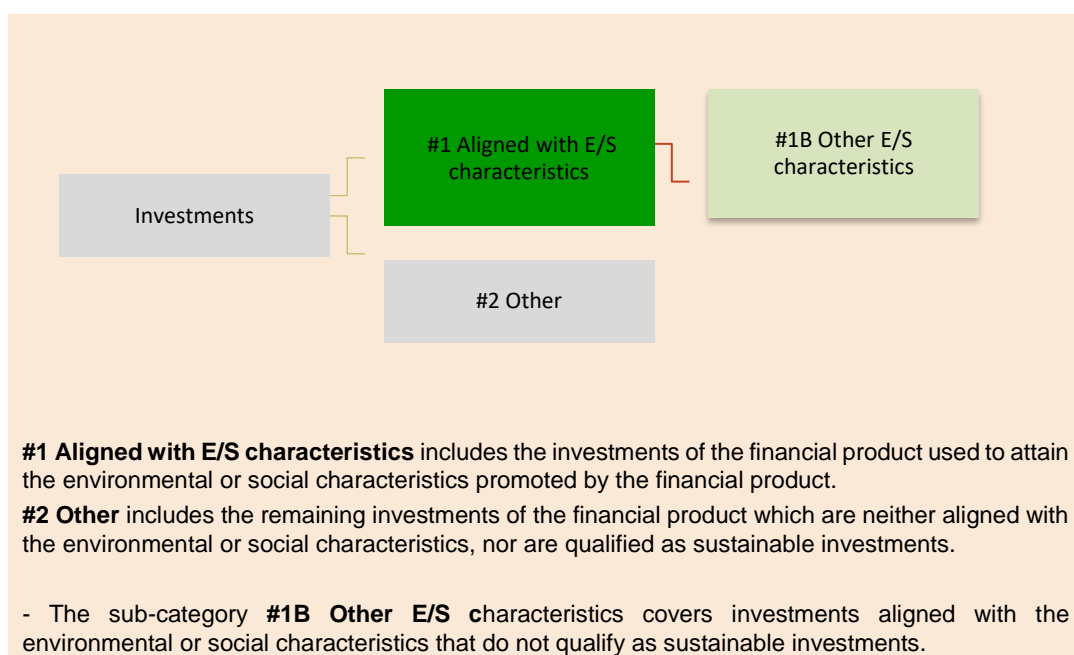 #1 Aligned with E/S
characteristics
#1B Other E/S
characteristics
Investments
#2 Other
#1 Aligned with E/S characteristics includes the investments of the financial product used to attain
the environmental or social characteristics promoted by the financial product.
#2 Other includes the remaining investments of the financial product which are neither aligned with
the environmental or social characteristics, nor are qualified as sustainable investments.
- The sub-category #1B Other E/S characteristics covers investments aligned with the
environmental or social characteristics that do not qualify as sustainable investments.